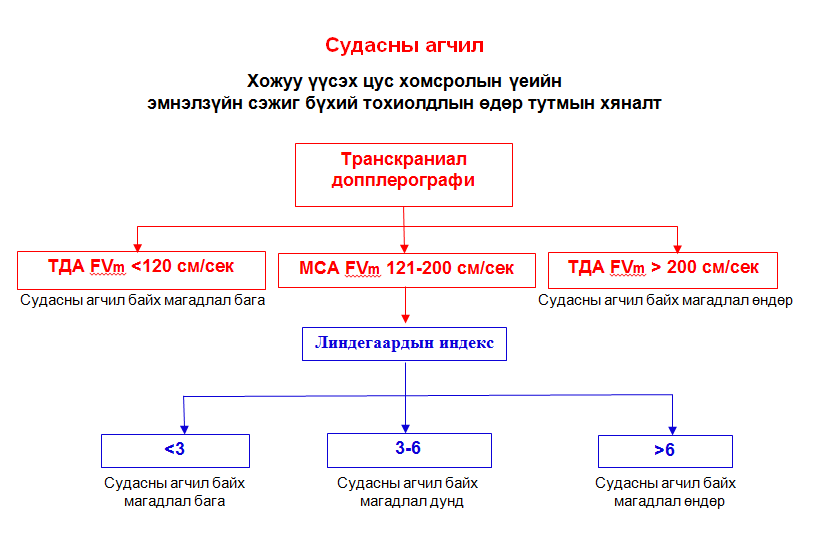 Судасны агчил
Хожуу үүсэх цус хомсролын үеийн
эмнэлзүйн сэжиг бүхий тохиолдлын өдөр тутмын хяналт
Транскраниал
допплерографи
ТДА FVm <120 см/сек
МСА FVm 121-200 см/сек
ТДА FVm > 200 см/сек
Судасны агчил байх магадлал бага
Судасны агчил байх магадлал өндөр
Линдегаардын индекс
<3
3-6
>6
Судасны агчил байх
магадлал бага
Судасны агчил байх
магадлал дунд
Судасны агчил байх
магадлал өндөр